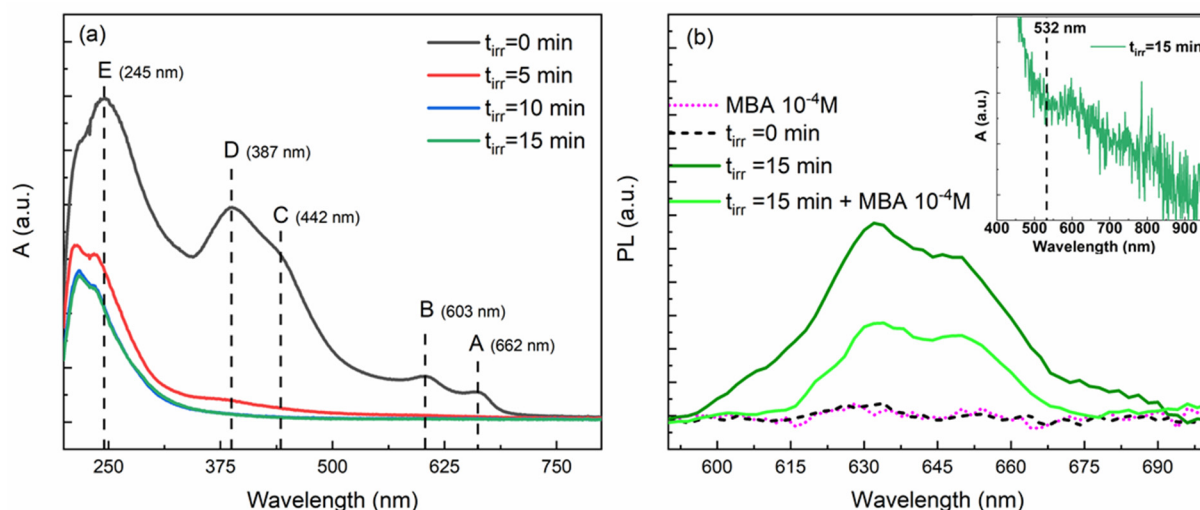 (a)
t_irr=0 min
t_irr=5 min
t_irr=10 min
t_irr=15 min
E (245 nm)
D (387 nm)
C (442 nm)
B (603 nm)
A (662 nm)
A (a.u.)
250 375 500 625 750
Wavelength (nm)
(b)
MBA 10⁻⁴M
t_irr =0 min
t_irr =15 min
t_irr =15 min + MBA 10⁻⁴M
PL (a.u.)
600 615 630 645 660 675 690
Wavelength (nm)
532 nm
t_irr=15 min
A (a.u.)
400 500 600 700 800 900
Wavelength (nm)